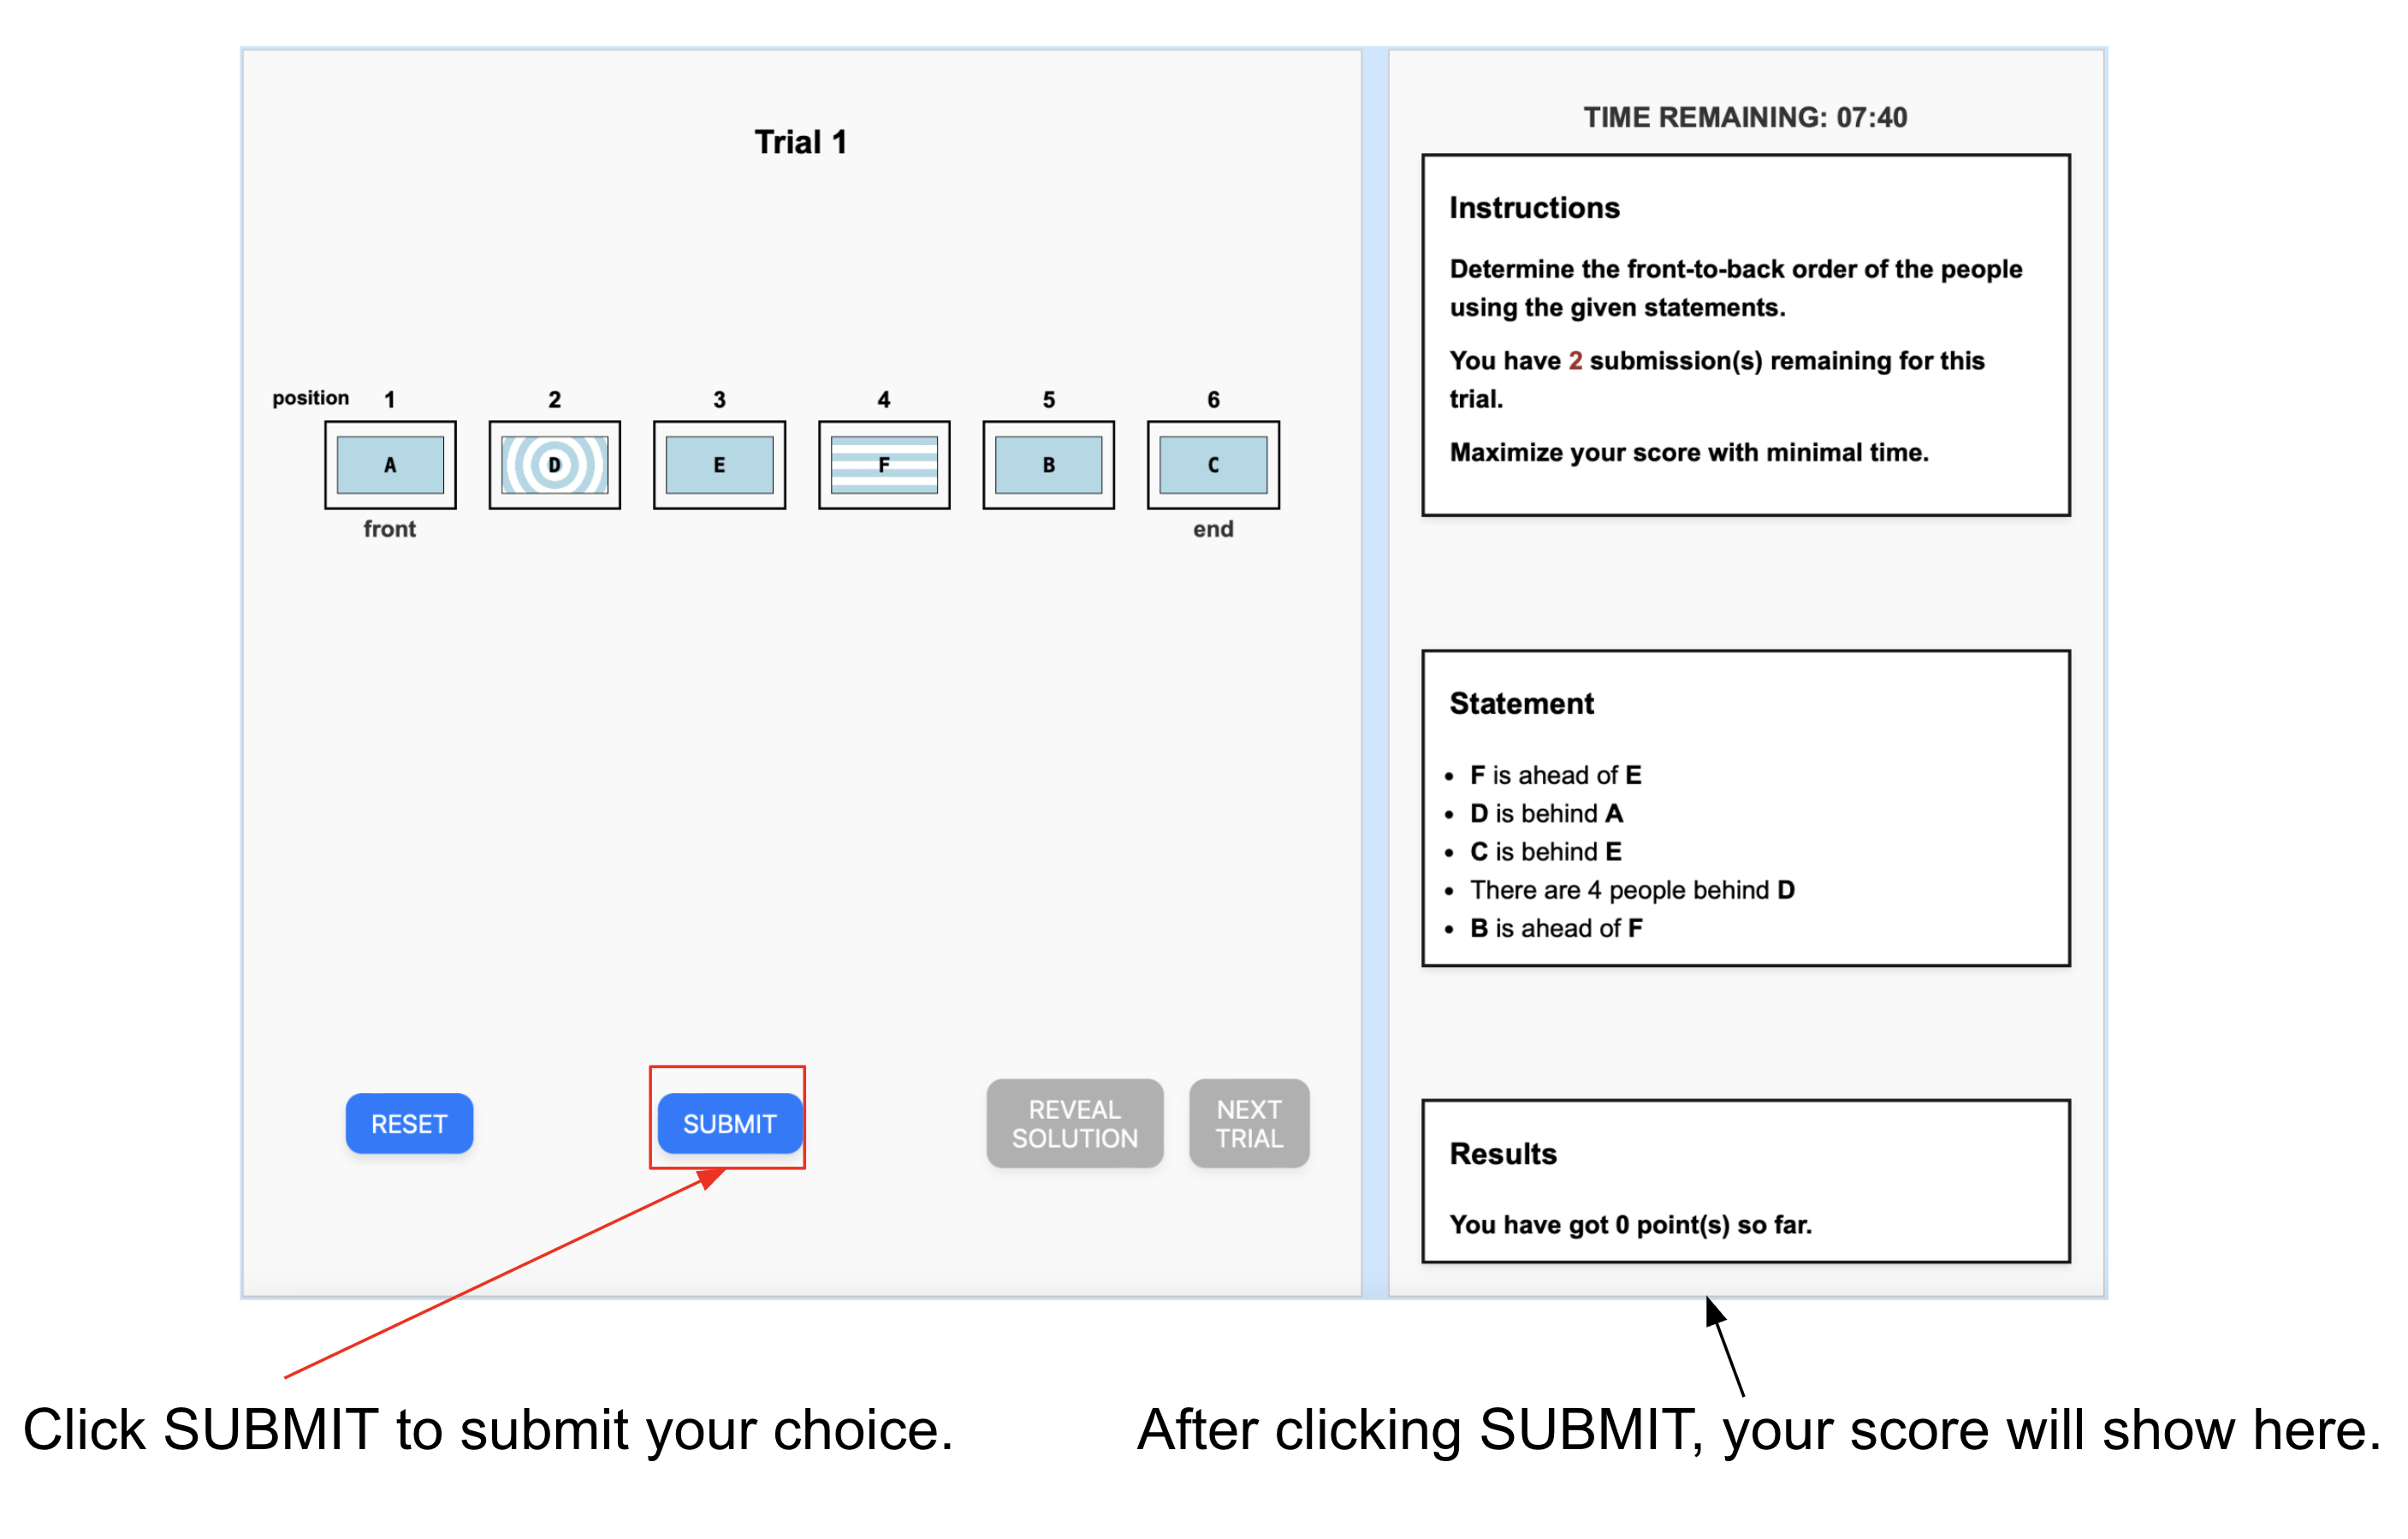 Trial 1
position 1 2 3 4 5 6
A D E F B C
front end
RESET
SUBMIT
REVEAL
SOLUTION
NEXT
TRIAL
TIME REMAINING: 07:40
Instructions
Determine the front-to-back order of the people
using the given statements.
You have 2 submission(s) remaining for this
trial.
Maximize your score with minimal time.
Statement
• F is ahead of E
• D is behind A
• C is behind E
• There are 4 people behind D
• B is ahead of F
Results
You have got 0 point(s) so far.
Click SUBMIT to submit your choice.
After clicking SUBMIT, your score will show here.